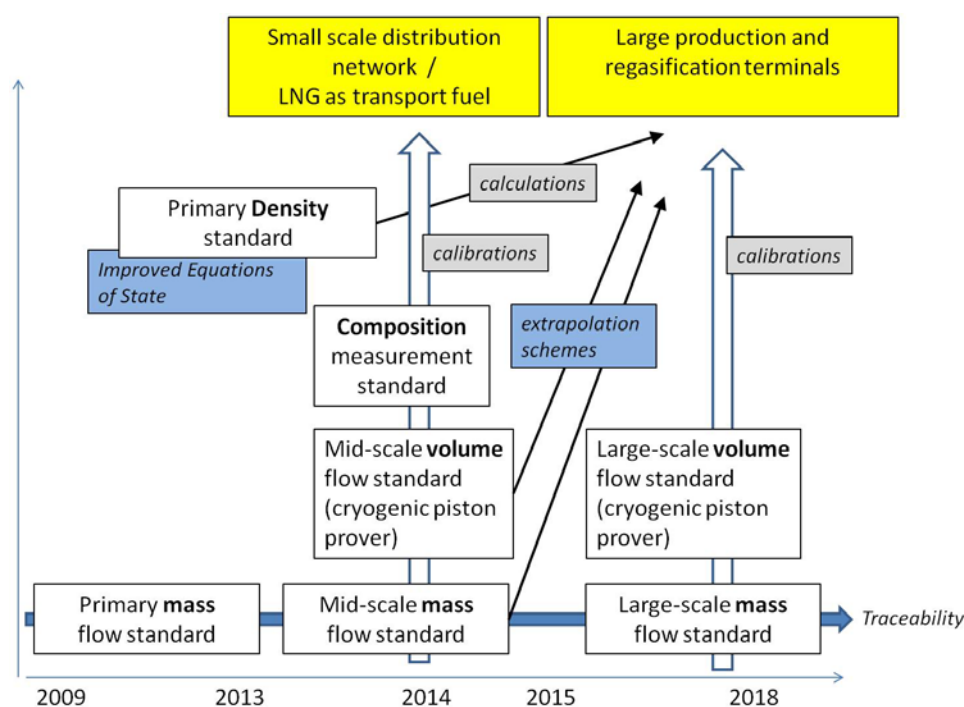 Small scale distribution
network /
LNG as transport fuel
Large production and
regasification terminals
calculations
Primary Density
standard
Improved Equations
of State
calibrations
calibrations
Composition
measurement
standard
extrapolation
schemes
Mid-scale volume
flow standard
(cryogenic piston
prover)
Large-scale volume
flow standard
(cryogenic piston
prover)
Primary mass
flow standard
Mid-scale mass
flow standard
Large-scale mass
flow standard
Traceability
2009
2013
2014
2015
2018